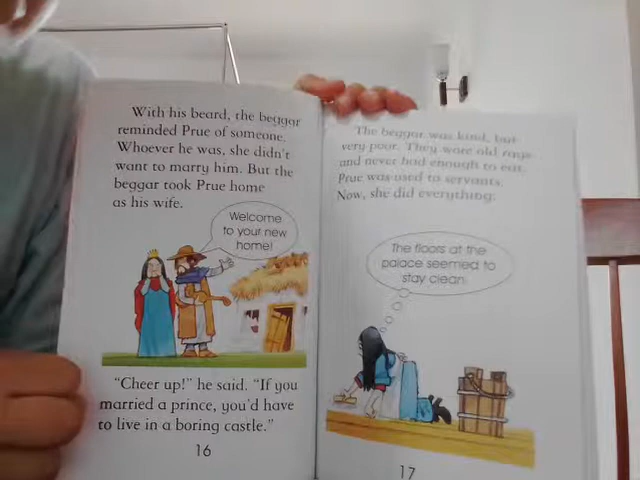 With his beard, the beggar
reminded Prue of someone.
Whoever he was, she didn't
want to marry him. But the
beggar took Prue home
as his wife.
Welcome
to your new
home!
"Cheer up!" he said. "If you
married a prince, you'd have
to live in a boring castle."
16
The beggar was kind, but
very poor. They wore old rags
and never had enough to eat.
Prue was used to servants.
Now, she did everything.
The floors at the
palace seemed to
stay clean.
17